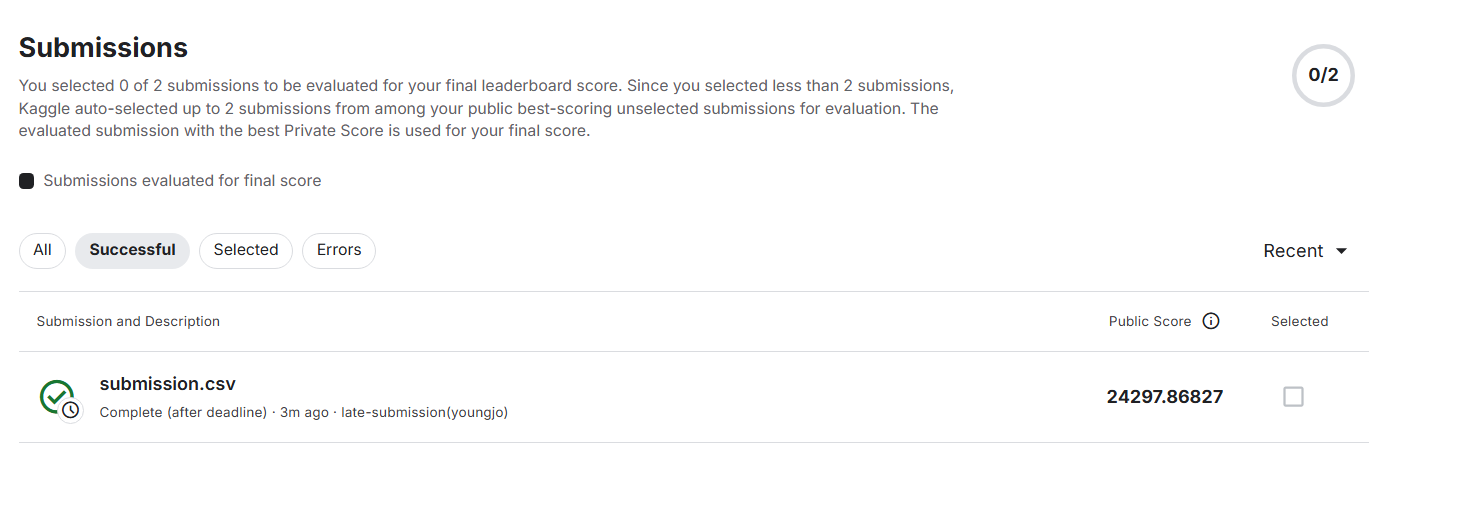 Submissions
You selected 0 of 2 submissions to be evaluated for your final leaderboard score. Since you selected less than 2 submissions,
Kaggle auto-selected up to 2 submissions from among your public best-scoring unselected submissions for evaluation. The
evaluated submission with the best Private Score is used for your final score.
0/2
Submissions evaluated for final score
All Successful Selected Errors Recent
Submission and Description Public Score Selected
submission.csv
Complete (after deadline) · 3m ago · late-submission(youngjo)
24297.86827